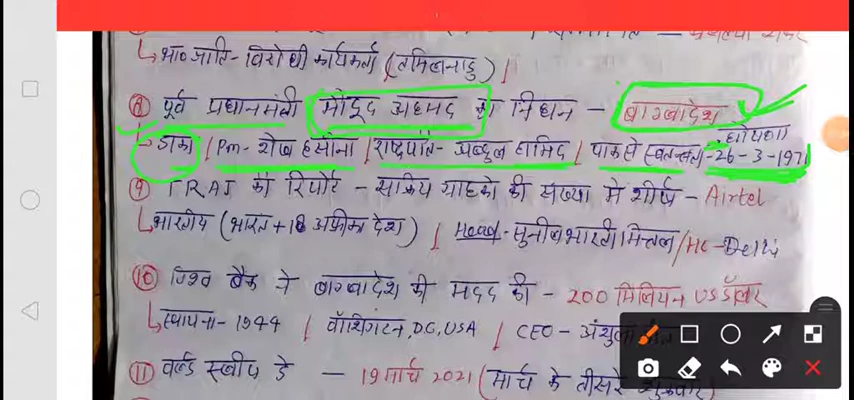 ↳ भा० जाति-विरोधी कार्यकर्ता (तमिलनाडु) |
⑧ पूर्व प्रधानमंत्री मौदूद अहमद का निधन - बांग्लादेश
घोषणा
↳ ढाका | Pm- शेख हसीना | राष्ट्रपति- अब्दुल हामिद | पाक से स्वतन्त्रता-26-3-1971
⑨ TRAI की रिपोर्ट - सक्रिय ग्राहको की संख्या में शीर्ष - Airtel
↳ भारतीय (भारत+18 अफ्रीका देश) | Head- सुनील भारती मित्तल/HC- Delhi
⑩ विश्व बैंक ने बांग्लादेश की मदद की - 200 मिलियन US डॉलर
↳ स्थापना- 1944 | वॉशिंगटन, DC, USA | CEO - अंशुला
⑪ वर्ल्ड स्लीप डे - 19 मार्च 2021 (मार्च के तीसरे शुक्रवार)